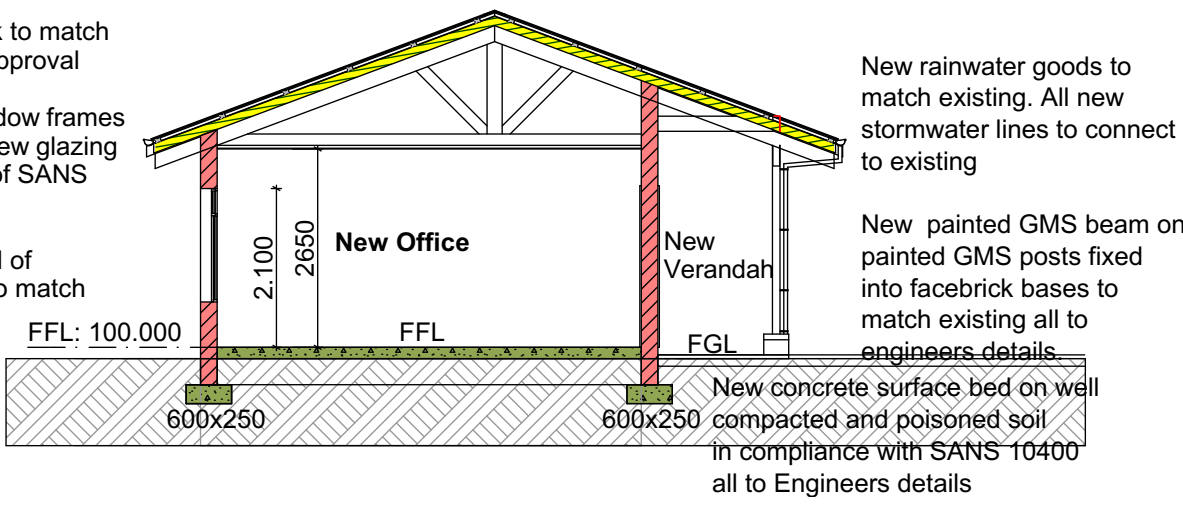 to match
pproval
dow frames
ew glazing
of SANS
of
o match
FFL: 100.000
2.100
2650
New Office
FFL
New
Verandah
FGL
600x250
600x250
New rainwater goods to
match existing. All new
stormwater lines to connect
to existing
New painted GMS beam on
painted GMS posts fixed
into facebrick bases to
match existing all to
engineers details.
New concrete surface bed on well
compacted and poisoned soil
in compliance with SANS 10400
all to Engineers details